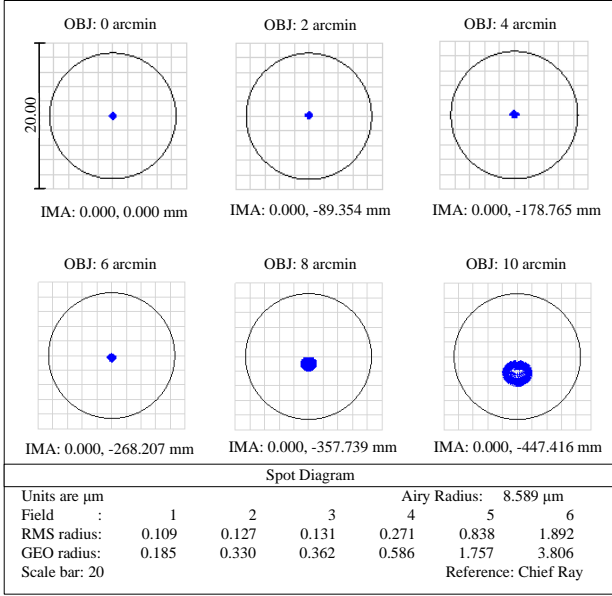 OBJ: 0 arcmin OBJ: 2 arcmin OBJ: 4 arcmin
20.00
IMA: 0.000, 0.000 mm IMA: 0.000, -89.354 mm IMA: 0.000, -178.765 mm
OBJ: 6 arcmin OBJ: 8 arcmin OBJ: 10 arcmin
IMA: 0.000, -268.207 mm IMA: 0.000, -357.739 mm IMA: 0.000, -447.416 mm
Spot Diagram
Units are μm Airy Radius: 8.589 μm
Field : 1 2 3 4 5 6
RMS radius: 0.109 0.127 0.131 0.271 0.838 1.892
GEO radius: 0.185 0.330 0.362 0.586 1.757 3.806
Scale bar: 20 Reference: Chief Ray